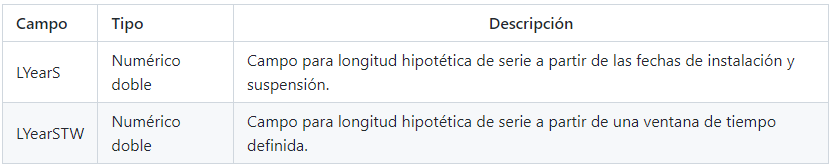 Campo Tipo Descripción
LYearS Numérico doble Campo para longitud hipotética de serie a partir de las fechas de instalación y suspensión.
LYearSTW Numérico doble Campo para longitud hipotética de serie a partir de una ventana de tiempo definida.